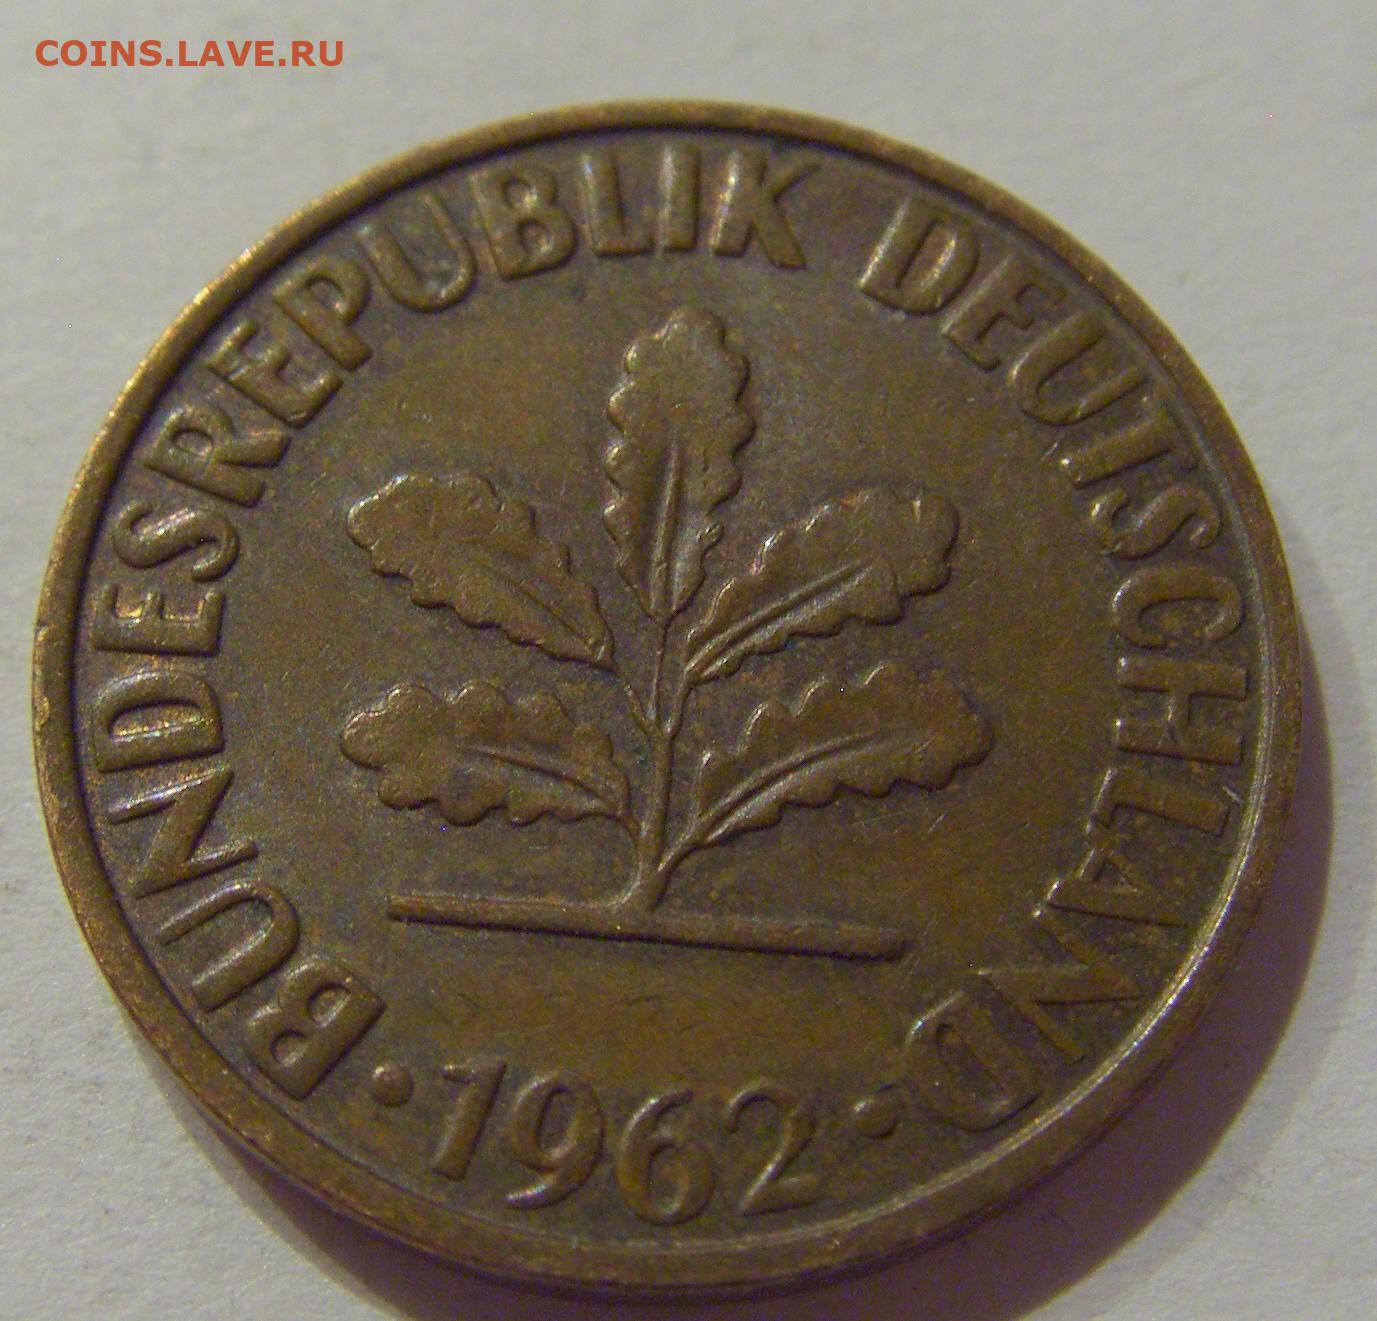 COINS.LAVE.RU
BUNDESREPUBLIK DEUTSCHLAND
• 1962 •